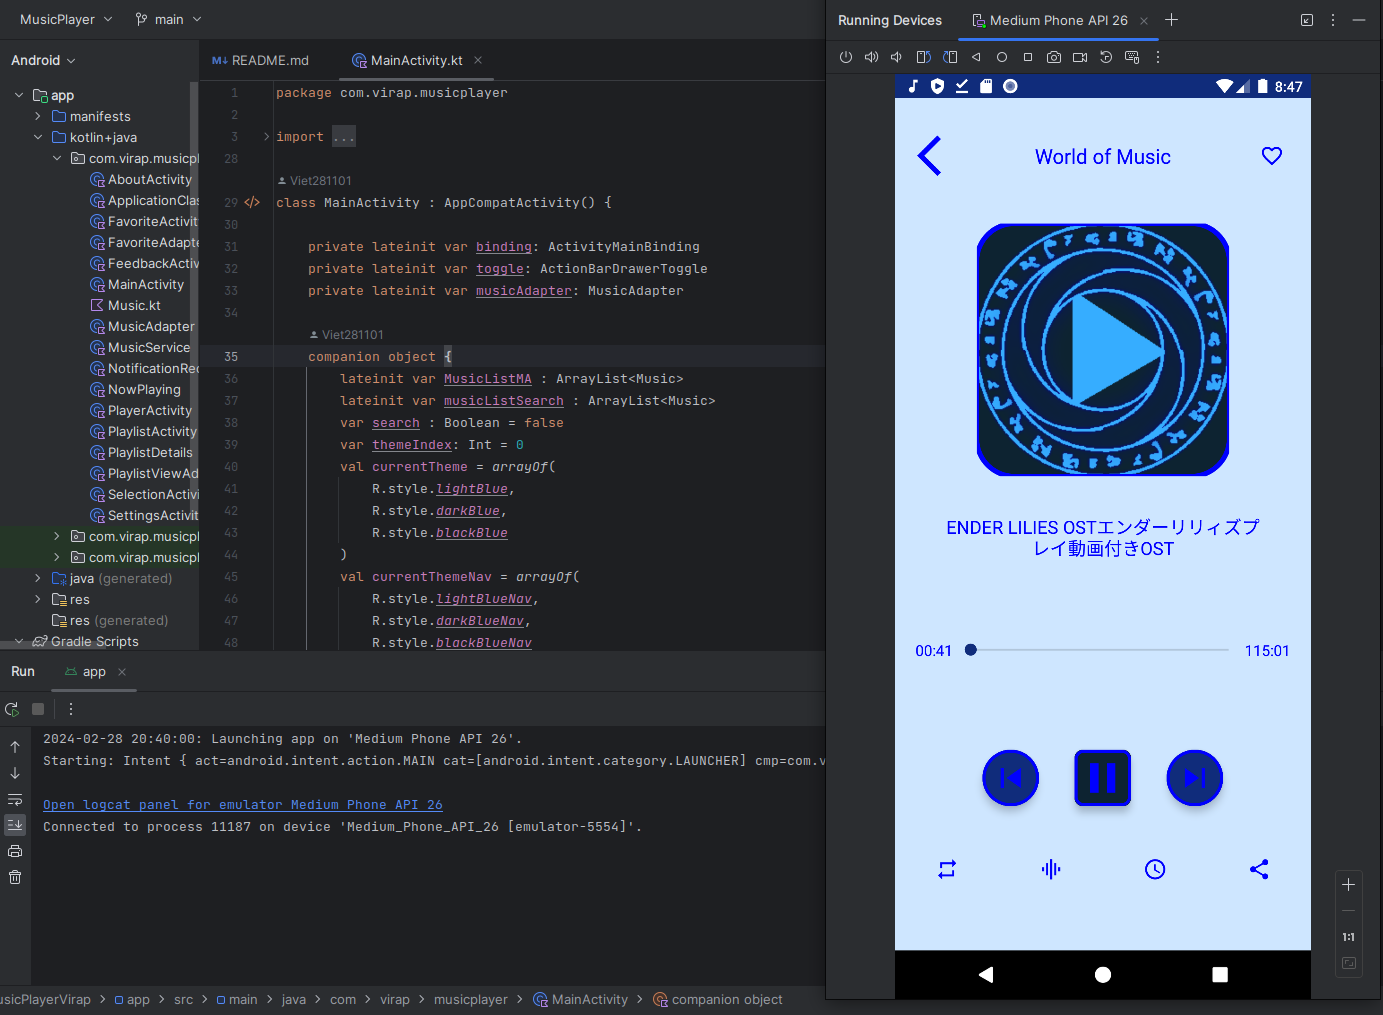 MusicPlayer
main
Android
app
manifests
kotlin+java
com.virap.musicpl
AboutActivity
ApplicationClas
FavoriteActivit
FavoriteAdapte
FeedbackActiv
MainActivity
Music.kt
MusicAdapter
MusicService
NotificationRec
NowPlaying
PlayerActivity
PlaylistActivity
PlaylistDetails
PlaylistViewAd
SelectionActivi
SettingsActivit
com.virap.musicpl
com.virap.musicpl
java (generated)
res
res (generated)
Gradle Scripts
README.md
MainActivity.kt
1 package com.virap.musicplayer
2
3 import ...
28
Viet281101
29 class MainActivity : AppCompatActivity() {
30
31 private lateinit var binding: ActivityMainBinding
32 private lateinit var toggle: ActionBarDrawerToggle
33 private lateinit var musicAdapter: MusicAdapter
34
Viet281101
35 companion object {
36 lateinit var MusicListMA : ArrayList<Music>
37 lateinit var musicListSearch : ArrayList<Music>
38 var search : Boolean = false
39 var themeIndex: Int = 0
40 val currentTheme = arrayOf(
41 R.style.lightBlue,
42 R.style.darkBlue,
43 R.style.blackBlue
44 )
45 val currentThemeNav = arrayOf(
46 R.style.lightBlueNav,
47 R.style.darkBlueNav,
48 R.style.blackBlueNav
Run
app
2024-02-28 20:40:00: Launching app on 'Medium Phone API 26'.
Starting: Intent { act=android.intent.action.MAIN cat=[android.intent.category.LAUNCHER] cmp=com.v
Open logcat panel for emulator Medium Phone API 26
Connected to process 11187 on device 'Medium_Phone_API_26 [emulator-5554]'.
usicPlayerVirap > app > src > main > java > com > virap > musicplayer > MainActivity > companion object
Running Devices
Medium Phone API 26
8:47
World of Music
ENDER LILIES OSTエンダーリリィズプ
レイ動画付きOST
00:41
115:01
1:1